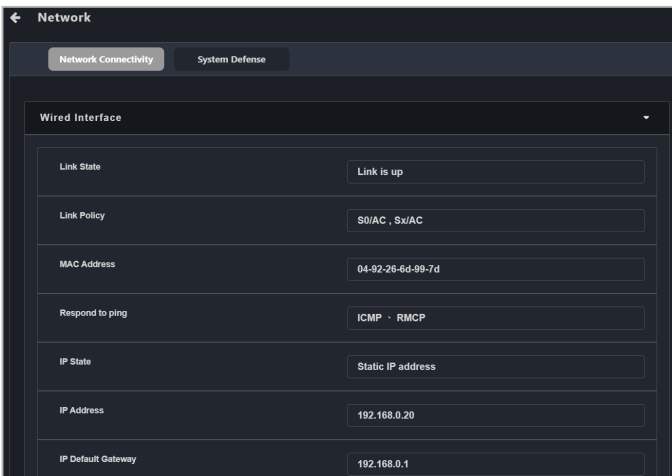 Network
Network Connectivity System Defense
Wired Interface
Link State Link is up
Link Policy S0/AC , Sx/AC
MAC Address 04-92-26-6d-99-7d
Respond to ping ICMP 、 RMCP
IP State Static IP address
IP Address 192.168.0.20
IP Default Gateway 192.168.0.1